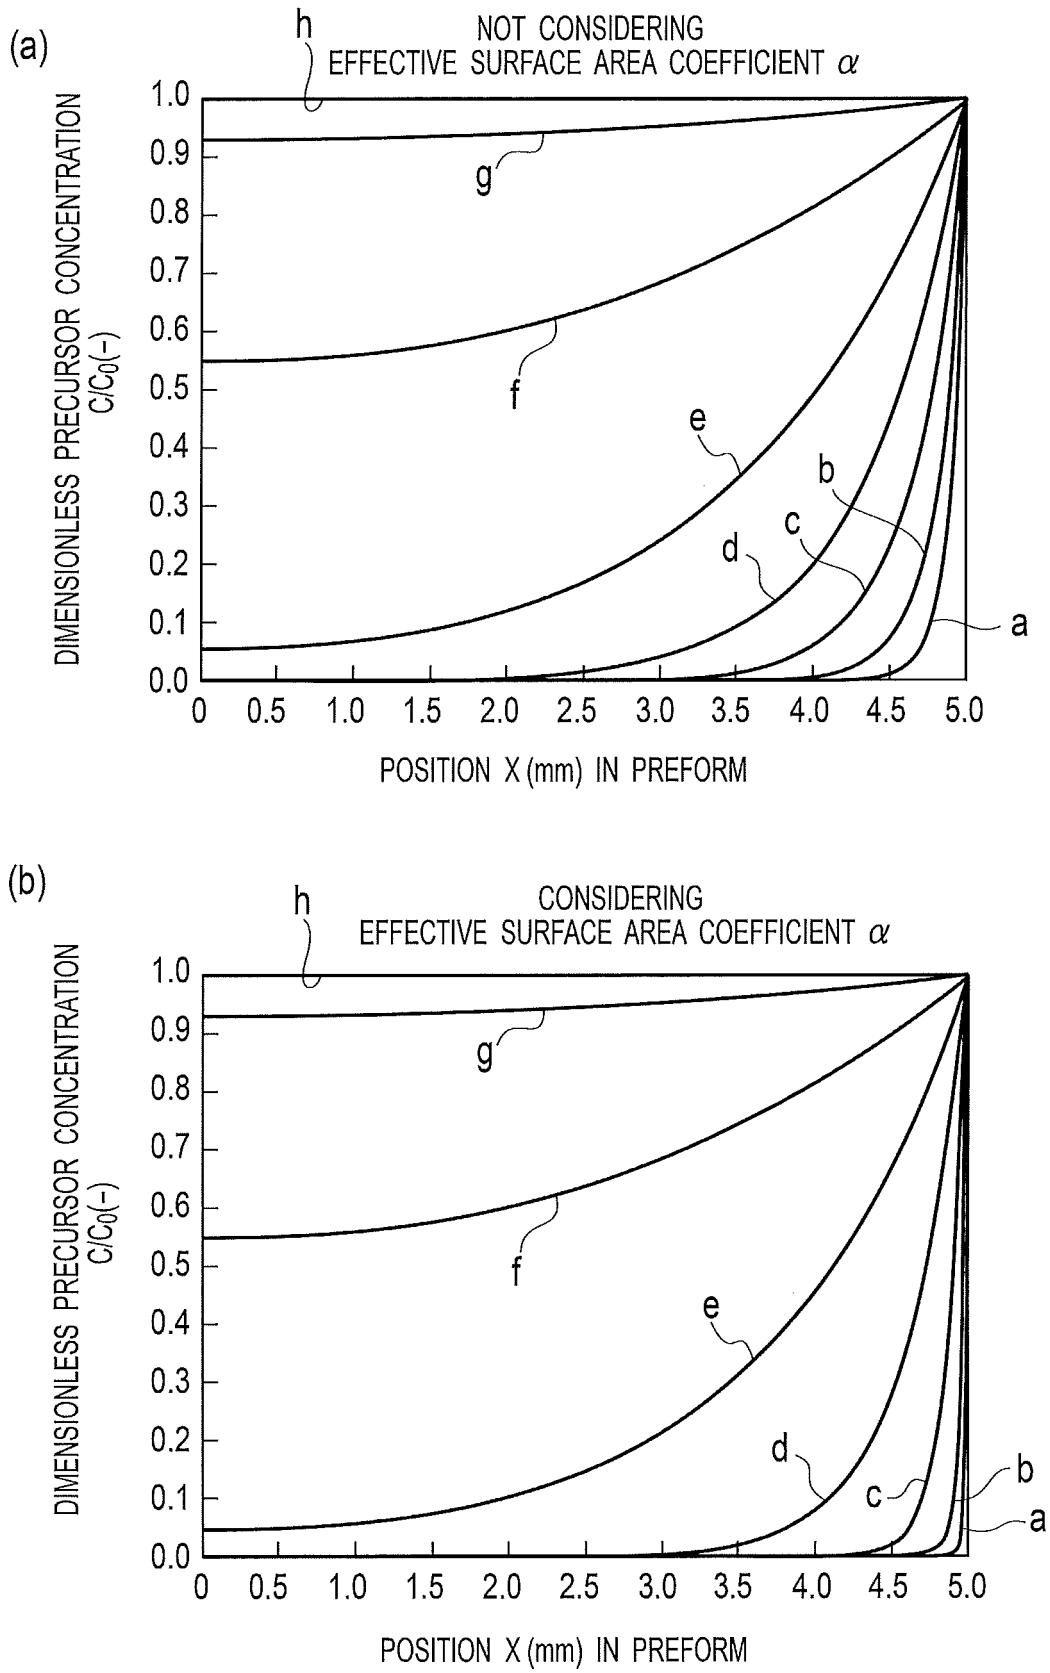 (a)
NOT CONSIDERING
EFFECTIVE SURFACE AREA COEFFICIENT α
h
DIMENSIONLESS PRECURSOR CONCENTRATION
C/C0(−)
1.0
0.9
0.8
0.7
0.6
0.5
0.4
0.3
0.2
0.1
0.0
g
f
e
b
c
d
a
0 0.5 1.0 1.5 2.0 2.5 3.0 3.5 4.0 4.5 5.0
POSITION X (mm) IN PREFORM
(b)
CONSIDERING
EFFECTIVE SURFACE AREA COEFFICIENT α
h
DIMENSIONLESS PRECURSOR CONCENTRATION
C/C0(−)
1.0
0.9
0.8
0.7
0.6
0.5
0.4
0.3
0.2
0.1
0.0
g
f
e
d
c
b
a
0 0.5 1.0 1.5 2.0 2.5 3.0 3.5 4.0 4.5 5.0
POSITION X (mm) IN PREFORM